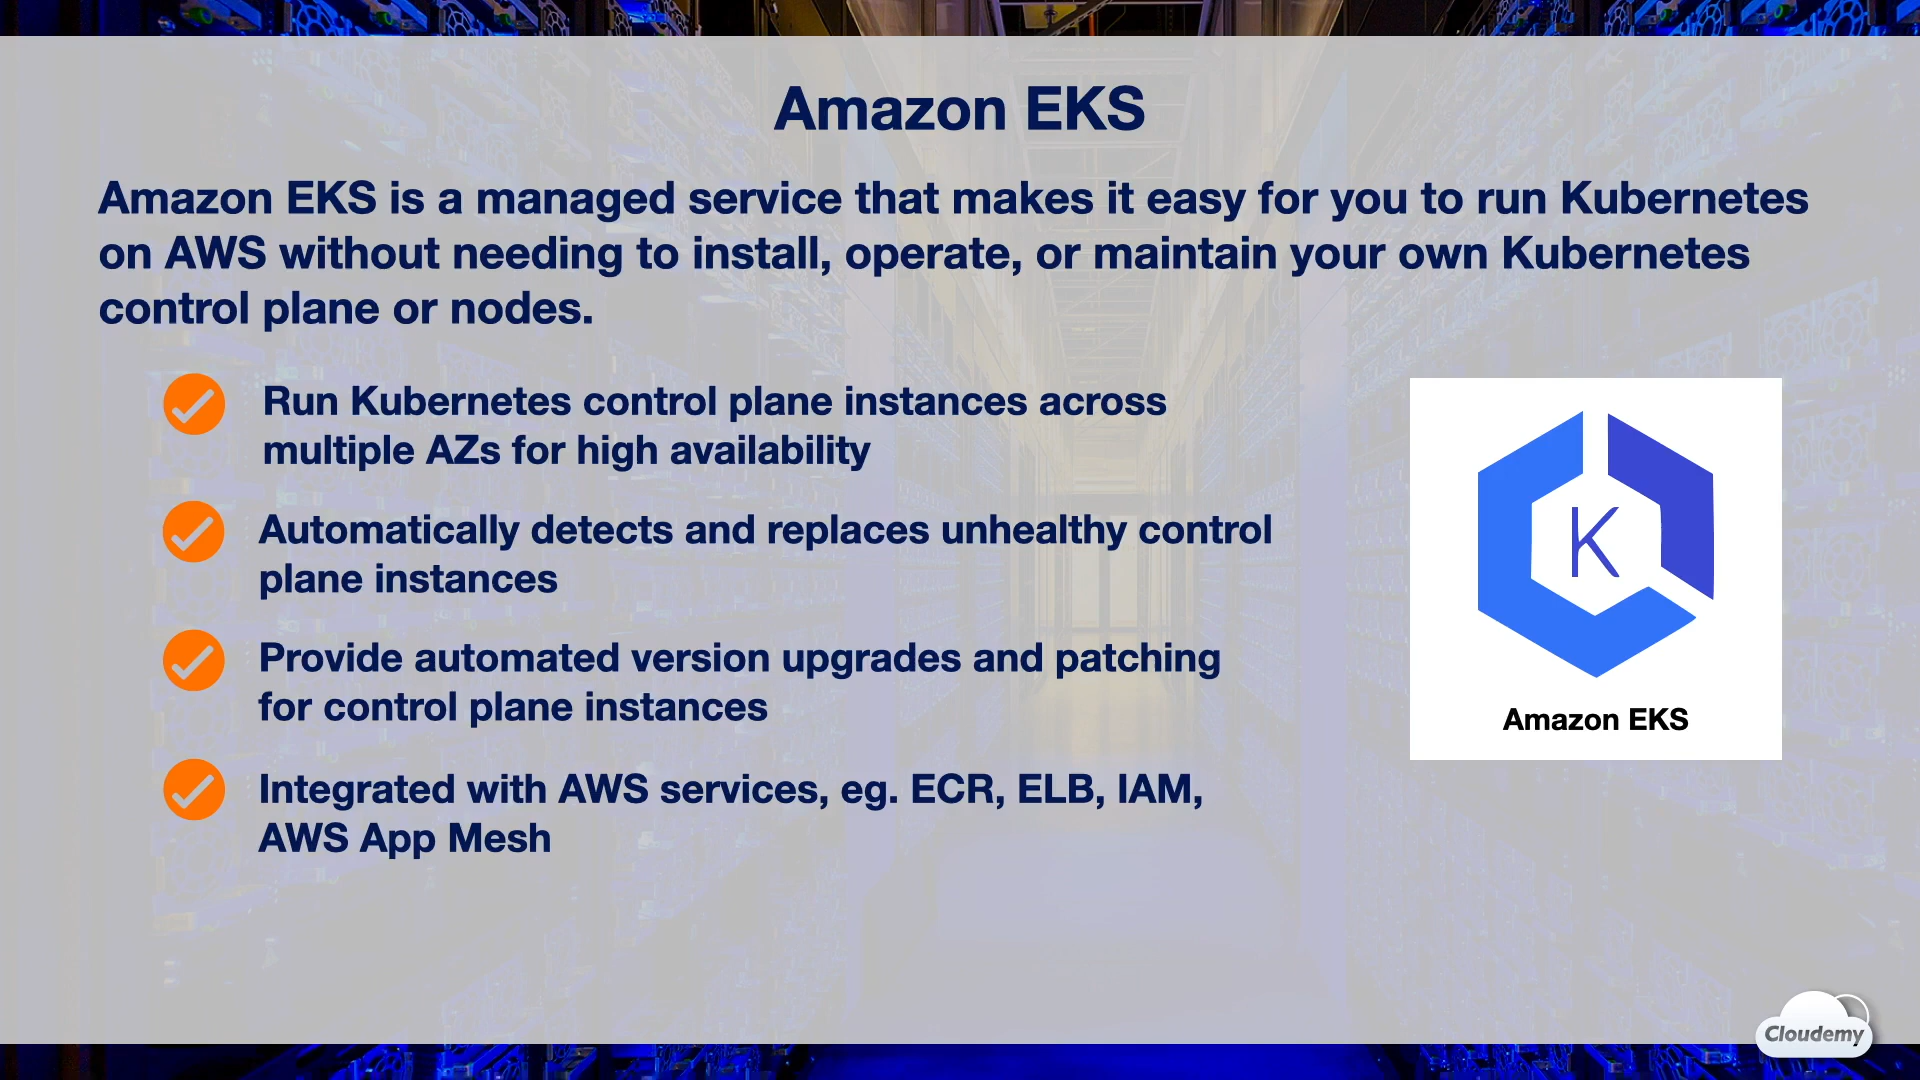 Amazon EKS
Amazon EKS is a managed service that makes it easy for you to run Kubernetes
on AWS without needing to install, operate, or maintain your own Kubernetes
control plane or nodes.
Run Kubernetes control plane instances across
multiple AZs for high availability
Automatically detects and replaces unhealthy control
plane instances
Provide automated version upgrades and patching
for control plane instances
Integrated with AWS services, eg. ECR, ELB, IAM,
AWS App Mesh
K
Amazon EKS
Cloudemy